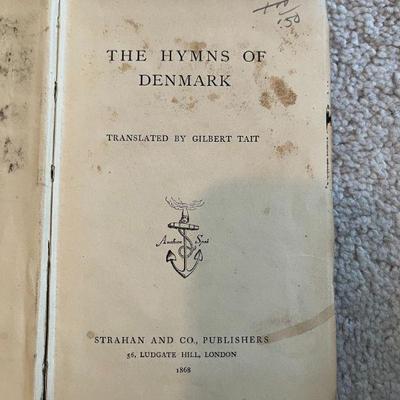 THE HYMNS OF
DENMARK
TRANSLATED BY GILBERT TAIT
Anchora Spei
STRAHAN AND CO., PUBLISHERS
56, LUDGATE HILL, LONDON
1868